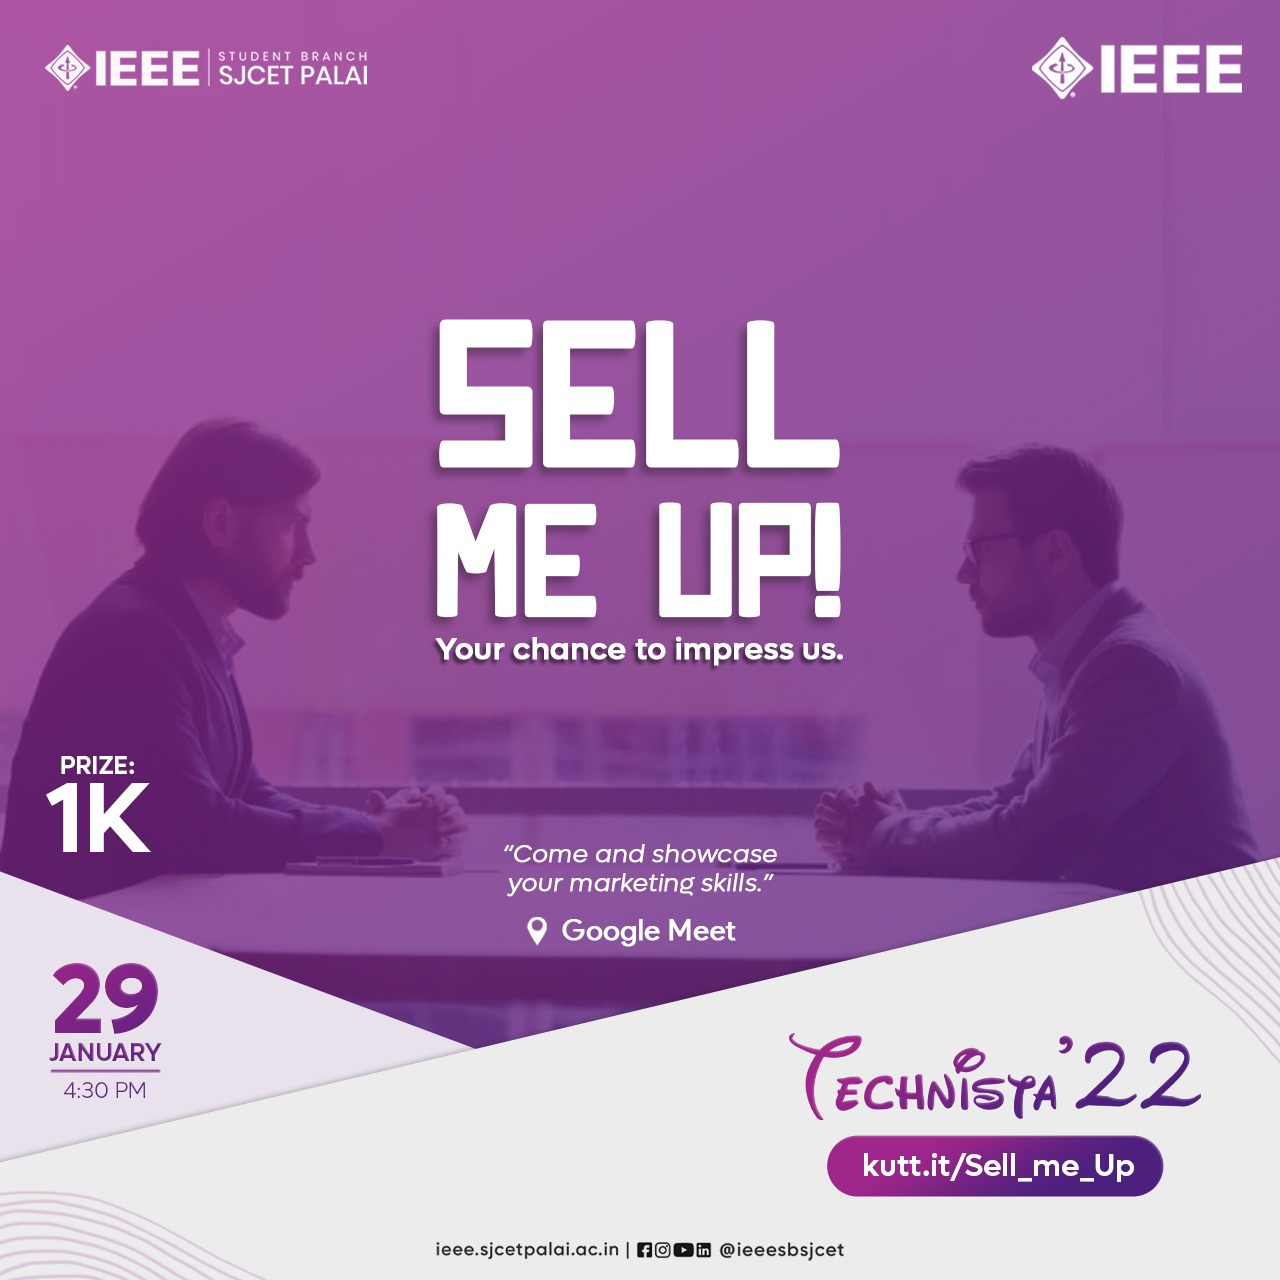 IEEE
STUDENT BRANCH
SJCET PALAI
IEEE
SELL
ME UP!
Your chance to impress us.
PRIZE:
1K
“Come and showcase
your marketing skills.”
Google Meet
29
JANUARY
4:30 PM
TECHNISTA’22
kutt.it/Sell_me_Up
ieee.sjcetpalai.ac.in | @ieeesbsjcet